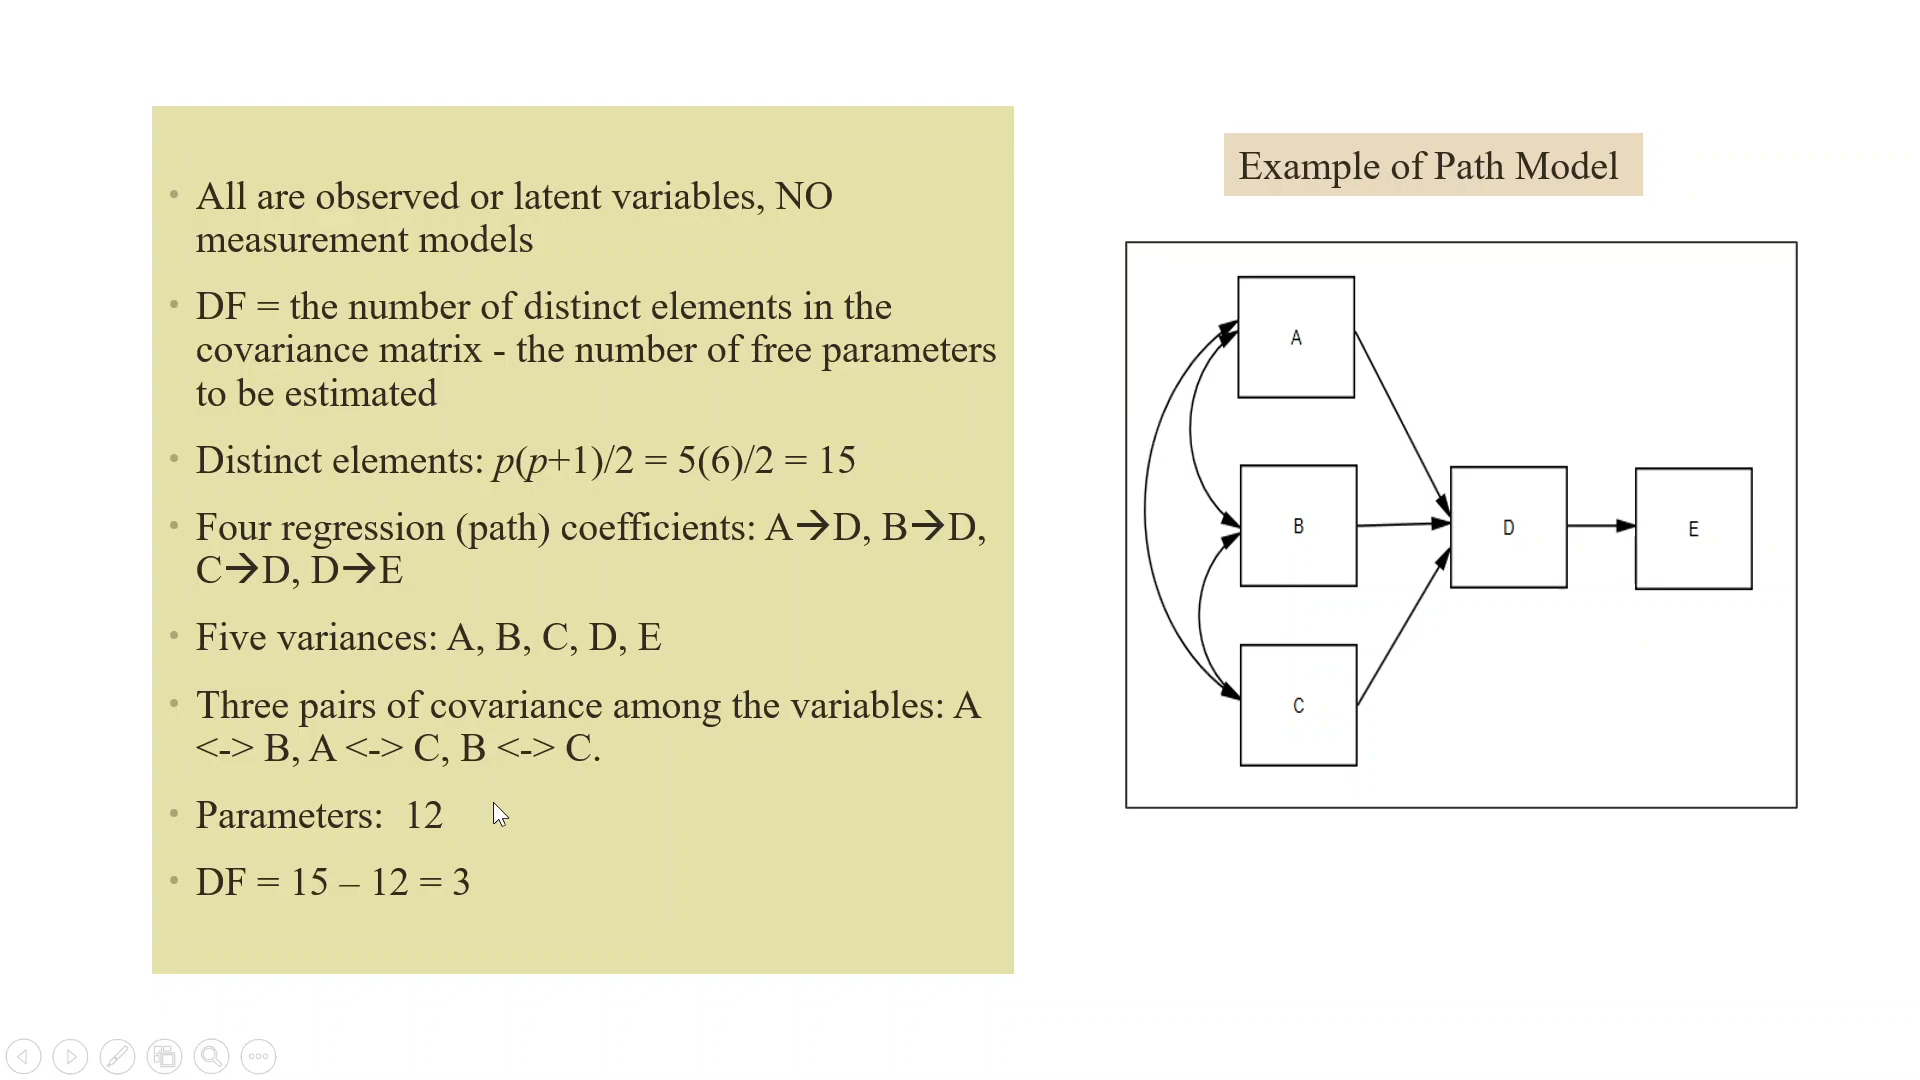 • All are observed or latent variables, NO
measurement models
• DF = the number of distinct elements in the
covariance matrix - the number of free parameters
to be estimated
• Distinct elements: p(p+1)/2 = 5(6)/2 = 15
• Four regression (path) coefficients: A→D, B→D,
C→D, D→E
• Five variances: A, B, C, D, E
• Three pairs of covariance among the variables: A
<-> B, A <-> C, B <-> C.
• Parameters:  12
• DF = 15 – 12 = 3
Example of Path Model
A
B
D
E
C